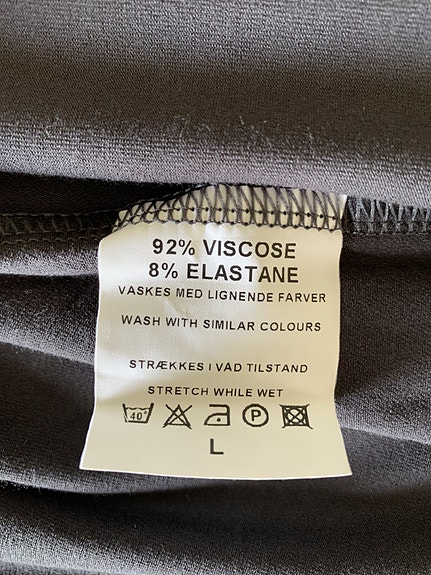 92% VISCOSE
8% ELASTANE
VASKES MED LIGNENDE FARVER
WASH WITH SIMILAR COLOURS
STRÆKKES I VÅD TILSTAND
STRETCH WHILE WET
40° P
L